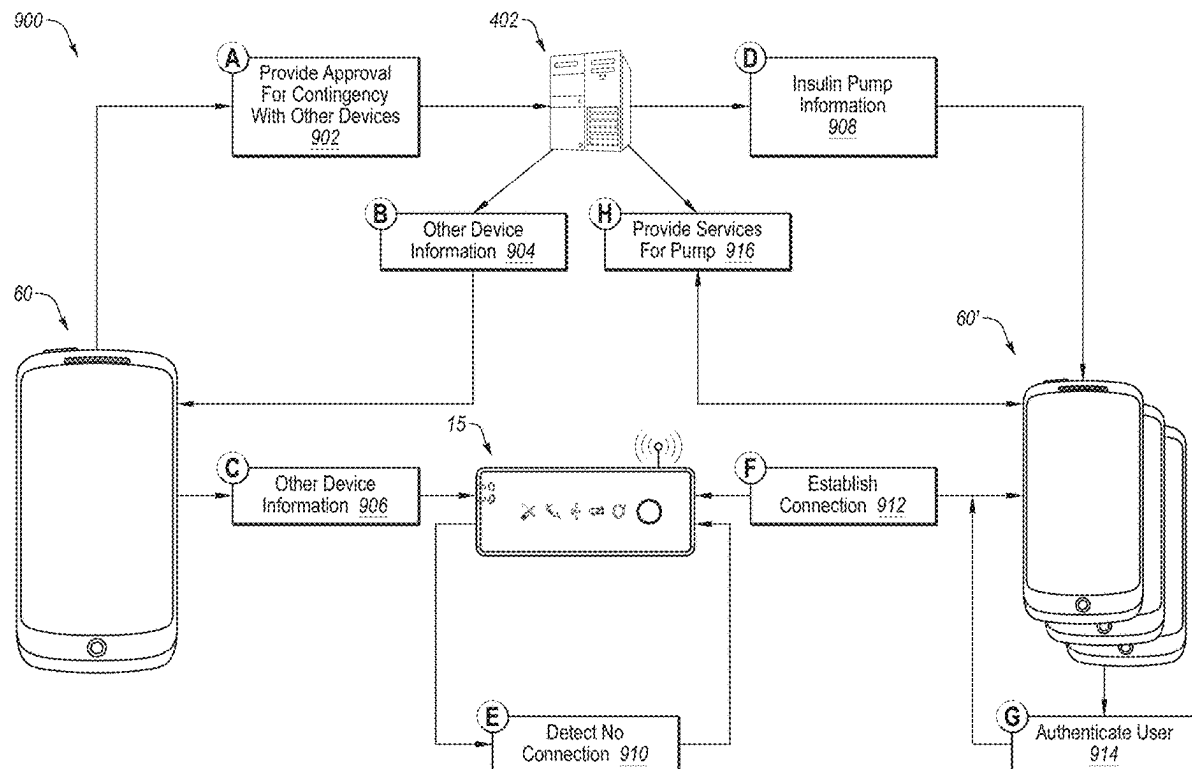 900
402
A
Provide Approval
For Contingency
With Other Devices
902
D
Insulin Pump
Information
908
B
Other Device
Information 904
H
Provide Services
For Pump 916
60
60'
15
C
Other Device
Information 906
F
Establish
Connection 912
E
Detect No
Connection 910
G
Authenticate User
914